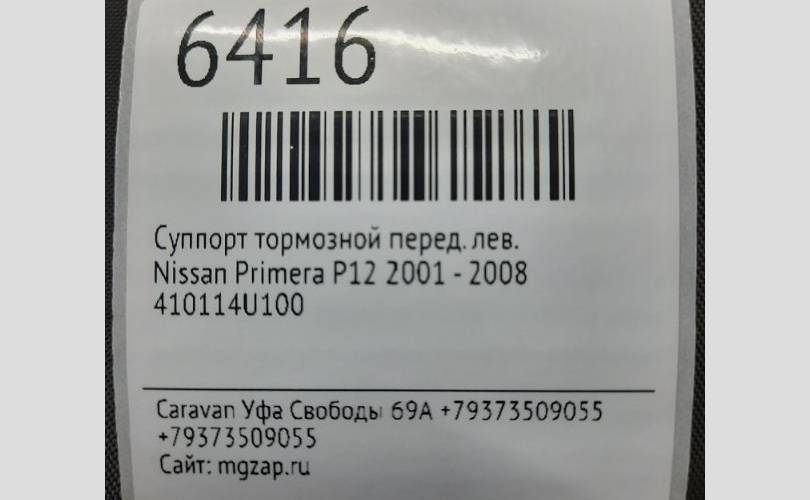 6416
Суппорт тормозной перед. лев.
Nissan Primera P12 2001 - 2008
410114U100
Caravan Уфа Свободы 69А +79373509055
+79373509055
Сайт: mgzap.ru